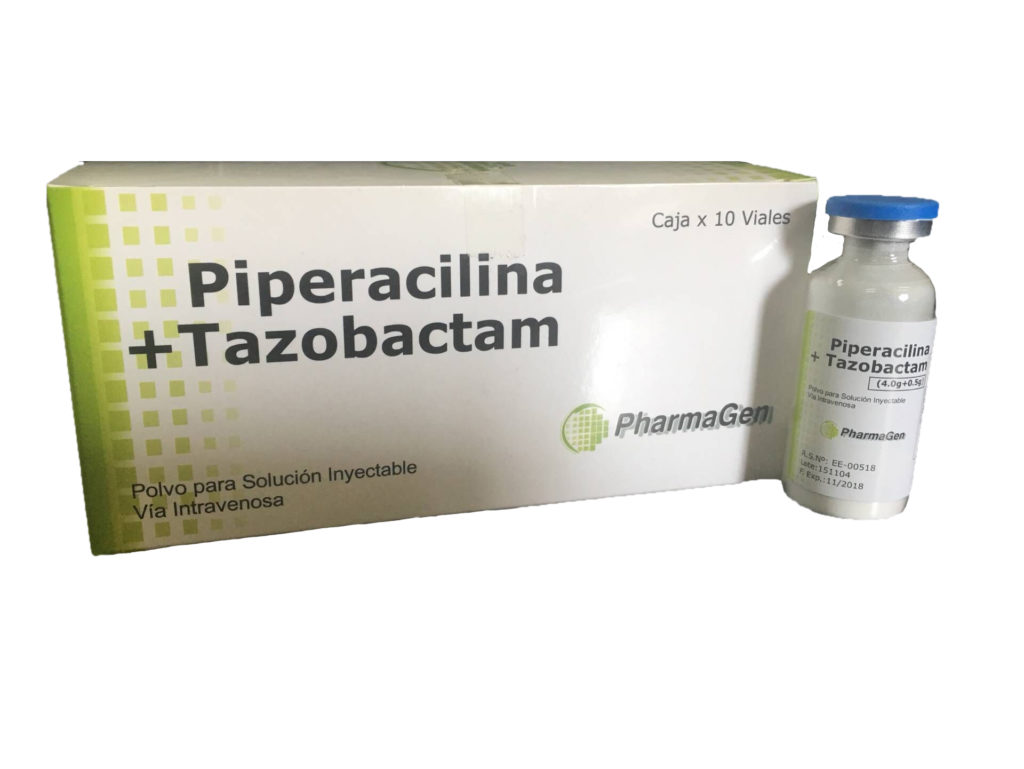 Caja x 10 Viales
Piperacilina
+Tazobactam
PharmaGen
Polvo para Solución Inyectable
Vía Intravenosa
Piperacilina
+ Tazobactam
(4.0g+0.5g)
Polvo para Solución Inyectable
Vía Intravenosa
PharmaGen
R.S.Nº: EE-00518
Lote:151104
F. Exp.:11/2018